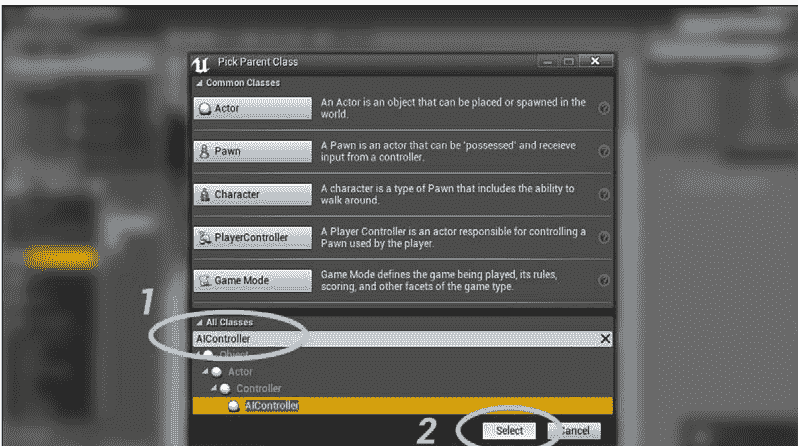 Pick Parent Class
Common Classes
Actor
An Actor is an object that can be placed or spawned in the
world.
Pawn
A Pawn is an actor that can be 'possessed' and receieve
input from a controller.
Character
A character is a type of Pawn that includes the ability to
walk around.
PlayerController
A Player Controller is an actor responsible for controlling a
Pawn used by the player.
Game Mode
Game Mode defines the game being played, its rules,
scoring, and other facets of the game type.
1
All Classes
AIController
Object
Actor
Controller
AIController
2
Select
Cancel